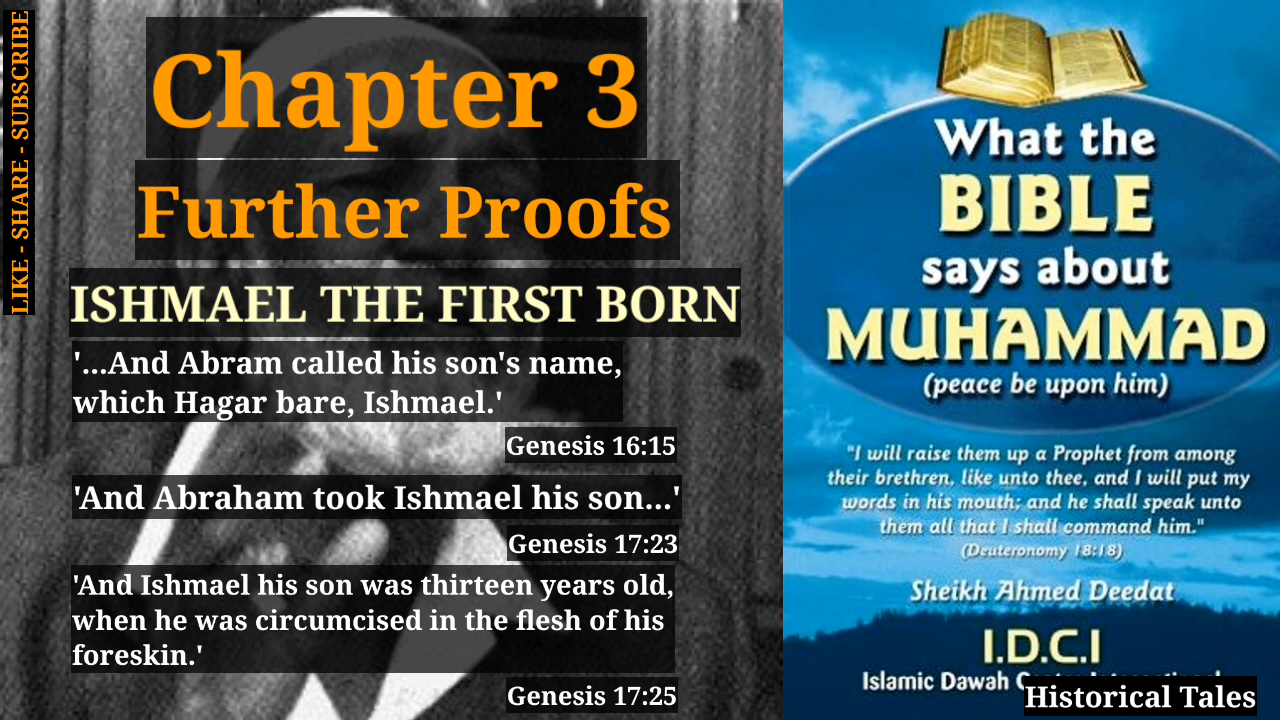 LIKE - SHARE - SUBSCRIBE
Chapter 3
Further Proofs
ISHMAEL THE FIRST BORN
'...And Abram called his son's name,
which Hagar bare, Ishmael.'
Genesis 16:15
'And Abraham took Ishmael his son...'
Genesis 17:23
'And Ishmael his son was thirteen years old,
when he was circumcised in the flesh of his
foreskin.'
Genesis 17:25
What the
BIBLE
says about
MUHAMMAD
(peace be upon him)
"I will raise them up a Prophet from among
their brethren, like unto thee, and I will put my
words in his mouth; and he shall speak unto
them all that I shall command him."
(Deuteronomy 18:18)
Sheikh Ahmed Deedat
I.D.C.I
Islamic Dawah
Historical Tales